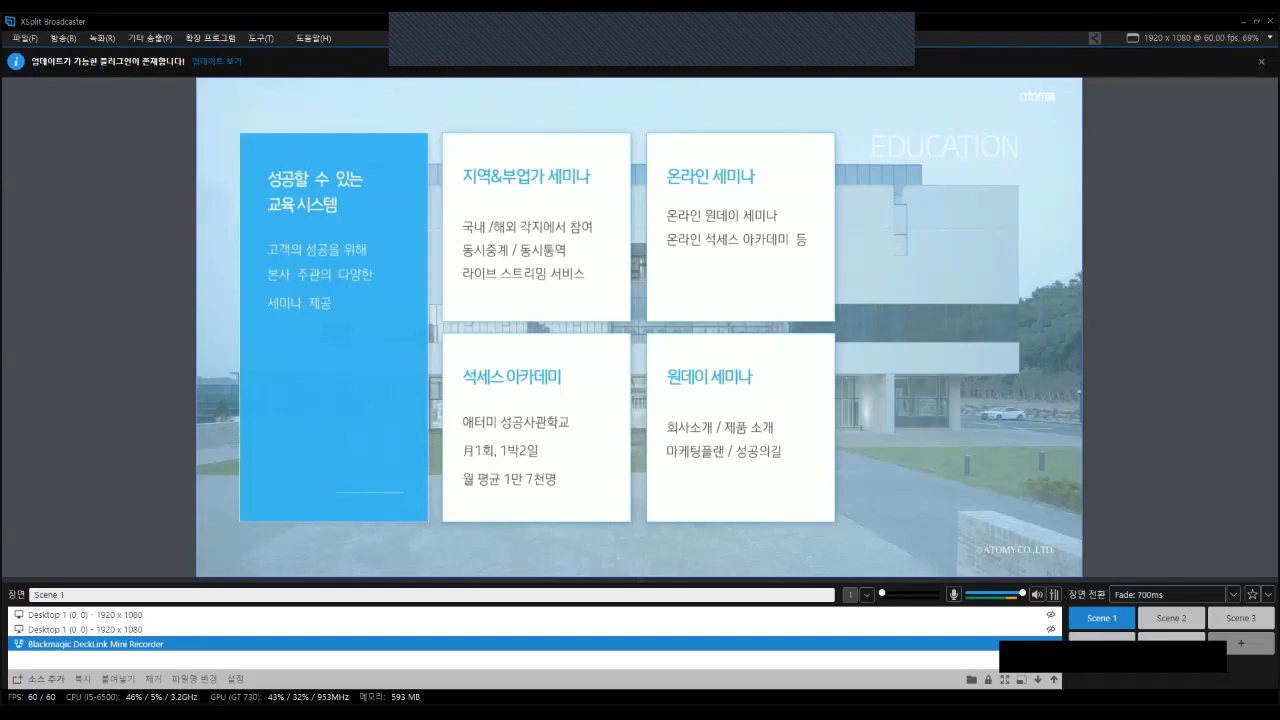 XSplit Broadcaster
파일(F) 방송(B) 녹화(R) 기타 송출(P) 확장 프로그램 도구(T) 도움말(H)
1920 x 1080 @ 60.00 fps, 69%
업데이트가 가능한 플러그인이 존재합니다! 업데이트 보기
atom美
EDUCATION
성공할 수 있는
교육 시스템
고객의 성공을 위해
본사 주관의 다양한
세미나 제공
지역&부업가 세미나
국내 /해외 각지에서 참여
동시중계 / 동시통역
라이브 스트리밍 서비스
온라인 세미나
온라인 원데이 세미나
온라인 석세스 아카데미 등
석세스 아카데미
애터미 성공사관학교
月1회, 1박2일
월 평균 1만 7천명
원데이 세미나
회사소개 / 제품 소개
마케팅플랜 / 성공의길
© ATOMY CO.,LTD.
장면 Scene 1
1
장면 전환 Fade: 700ms
Desktop 1 (0, 0) - 1920 x 1080
Desktop 1 (0, 0) - 1920 x 1080
Blackmagic DeckLink Mini Recorder
Scene 1 Scene 2 Scene 3
소스 추가 복사 붙여넣기 제거 파일명 변경 설정
FPS: 60 / 60 CPU (i5-6500): 46% / 5% / 3.2GHz GPU (GT 730): 43% / 32% / 953MHz 메모리: 593 MB